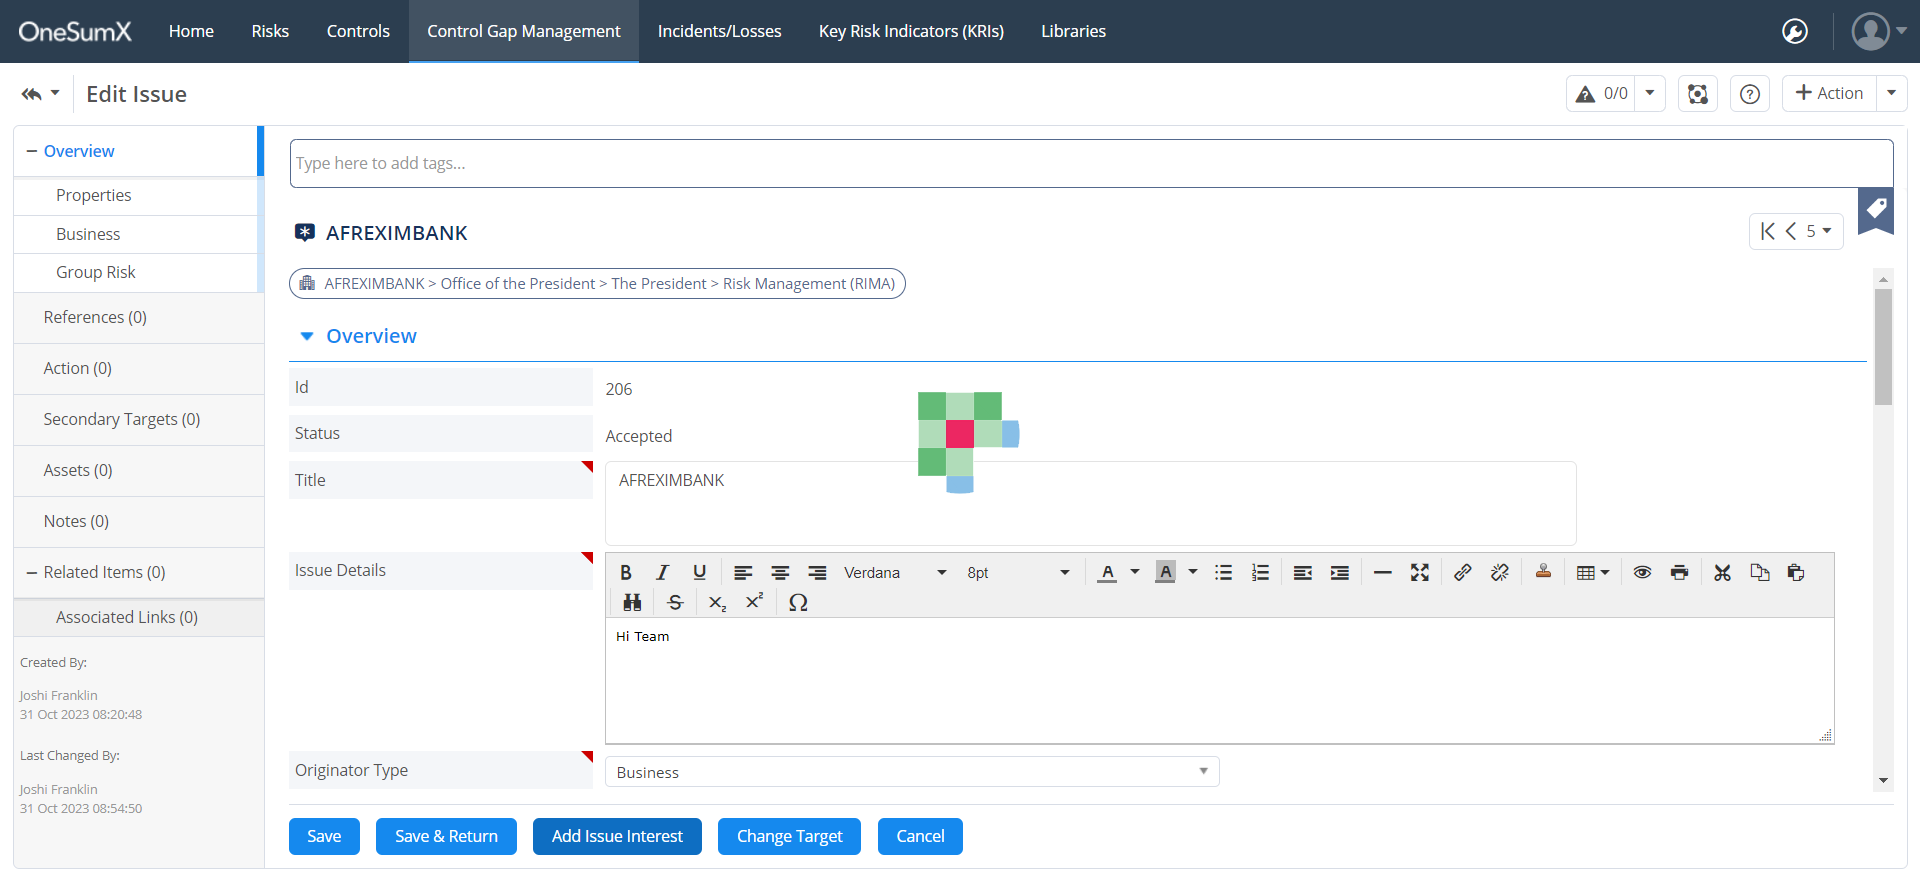 OneSumX
Home
Risks
Controls
Control Gap Management
Incidents/Losses
Key Risk Indicators (KRIs)
Libraries
Edit Issue
0/0
Action
Overview
Properties
Business
Group Risk
References (0)
Action (0)
Secondary Targets (0)
Assets (0)
Notes (0)
Related Items (0)
Associated Links (0)
Created By:
Joshi Franklin
31 Oct 2023 08:20:48
Last Changed By:
Joshi Franklin
31 Oct 2023 08:54:50
Type here to add tags...
AFREXIMBANK
5
AFREXIMBANK > Office of the President > The President > Risk Management (RIMA)
Overview
Id
206
Status
Accepted
Title
AFREXIMBANK
Issue Details
B I U Verdana 8pt A A
S X2 X2 Ω
Hi Team
Originator Type
Business
Save
Save & Return
Add Issue Interest
Change Target
Cancel